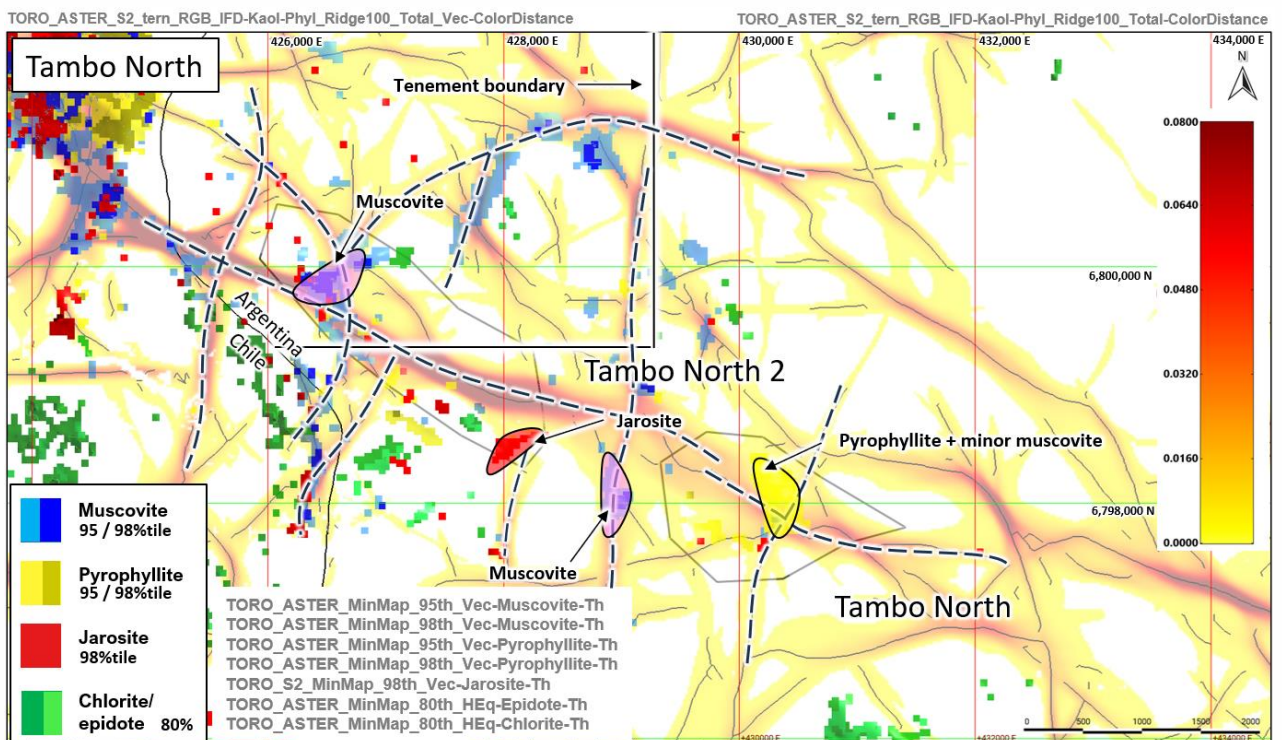 TORO_ASTER_S2_tern_RGB_IFD-Kaol-Phyl_Ridge100_Total_Vec-ColorDistance
TORO_ASTER_S2_tern_RGB_IFD-Kaol-Phyl_Ridge100_Total-ColorDistance
426,000 E
428,000 E
430,000 E
432,000 E
434,000 E
Tambo North
Tenement boundary
N
0.0800
0.0640
0.0480
0.0320
0.0160
0.0000
Muscovite
6,800,000 N
Argentina
Chile
Tambo North 2
Jarosite
Pyrophyllite + minor muscovite
6,798,000 N
Muscovite
Tambo North
Muscovite
95 / 98%tile
Pyrophyllite
95 / 98%tile
Jarosite
98%tile
Chlorite/
epidote 80%
TORO_ASTER_MinMap_95th_Vec-Muscovite-Th
TORO_ASTER_MinMap_98th_Vec-Muscovite-Th
TORO_ASTER_MinMap_95th_Vec-Pyrophyllite-Th
TORO_ASTER_MinMap_98th_Vec-Pyrophyllite-Th
TORO_S2_MinMap_98th_Vec-Jarosite-Th
TORO_ASTER_MinMap_80th_HEq-Epidote-Th
TORO_ASTER_MinMap_80th_HEq-Chlorite-Th
0 500 1000 1500 2000
+430000 E
+432000 E
+434000 E